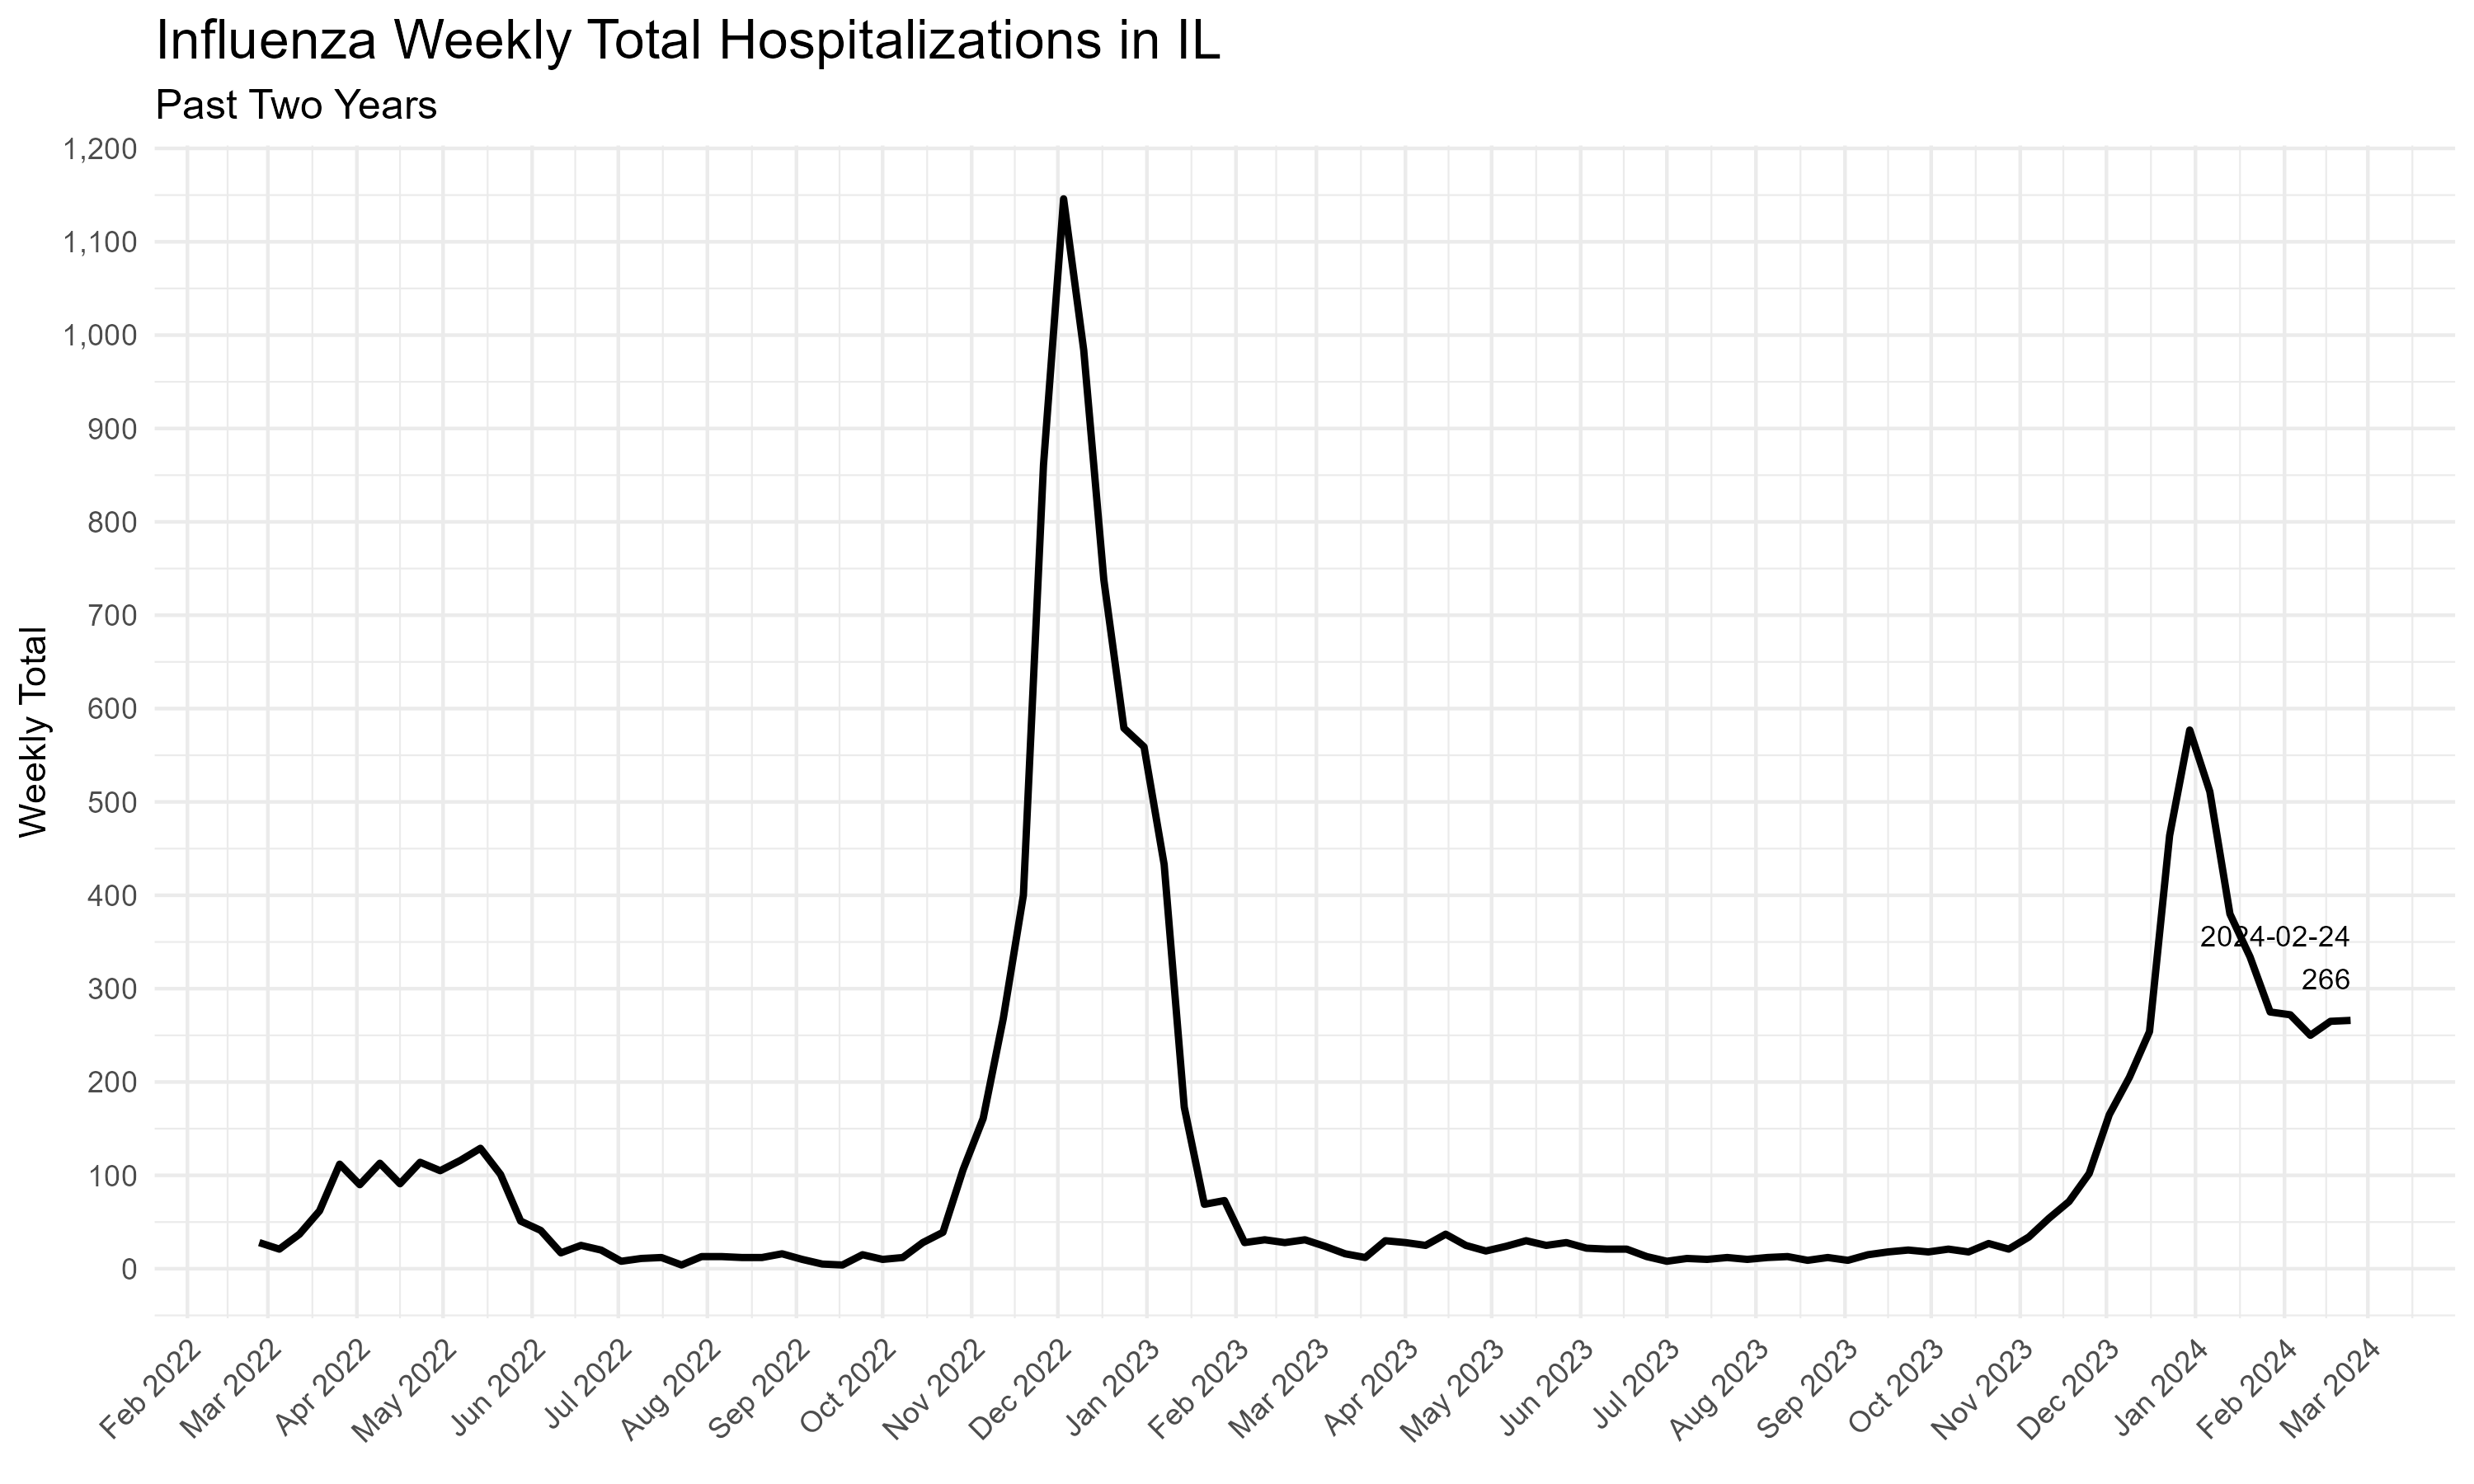 Influenza Weekly Total Hospitalizations in IL
Past Two Years
1,200
1,100
1,000
900
800
700
600
500
400
300
200
100
0
Weekly Total
2024-02-24
266
Feb 2022
Mar 2022
Apr 2022
May 2022
Jun 2022
Jul 2022
Aug 2022
Sep 2022
Oct 2022
Nov 2022
Dec 2022
Jan 2023
Feb 2023
Mar 2023
Apr 2023
May 2023
Jun 2023
Jul 2023
Aug 2023
Sep 2023
Oct 2023
Nov 2023
Dec 2023
Jan 2024
Feb 2024
Mar 2024